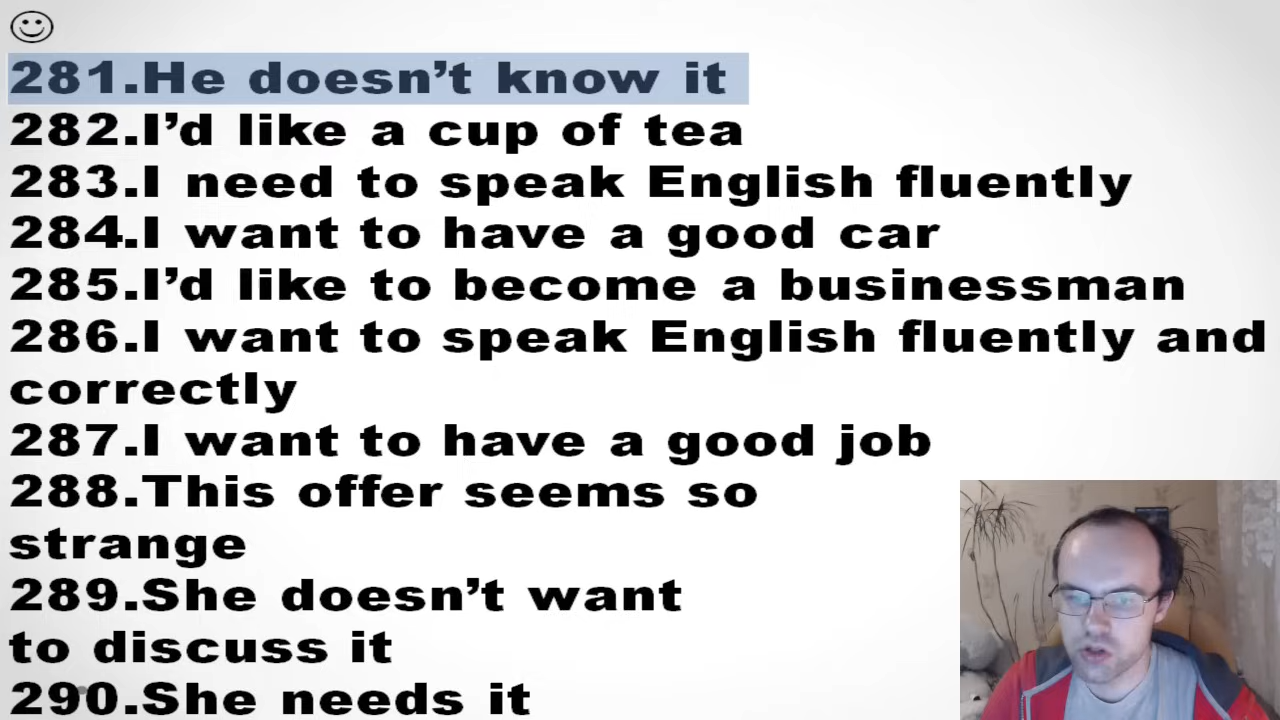 281.He doesn’t know it
282.I’d like a cup of tea
283.I need to speak English fluently
284.I want to have a good car
285.I’d like to become a businessman
286.I want to speak English fluently and
correctly
287.I want to have a good job
288.This offer seems so
strange
289.She doesn’t want
to discuss it
290.She needs it